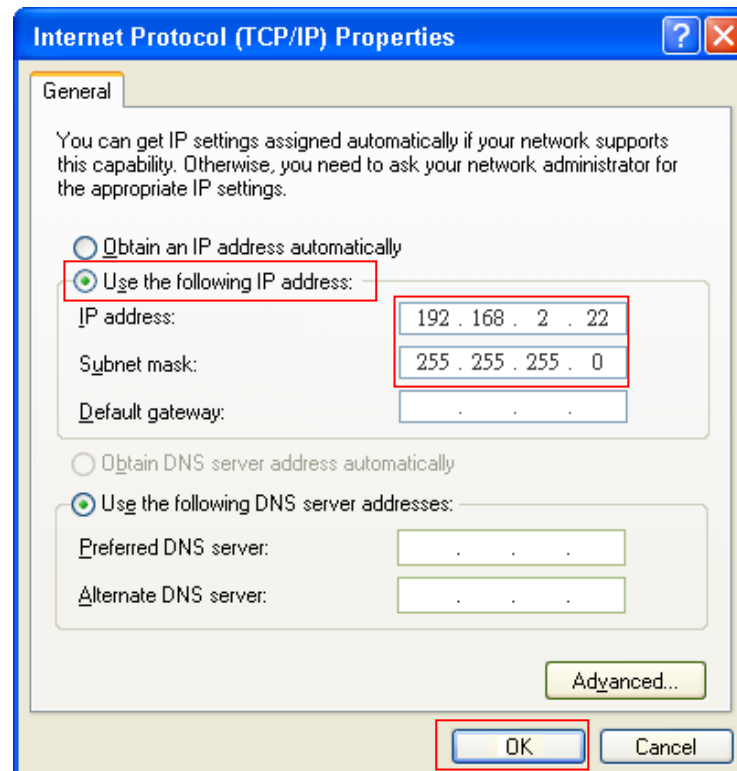 Internet Protocol (TCP/IP) Properties
General
You can get IP settings assigned automatically if your network supports
this capability. Otherwise, you need to ask your network administrator for
the appropriate IP settings.
Obtain an IP address automatically
Use the following IP address:
IP address: 192 . 168 . 2 . 22
Subnet mask: 255 . 255 . 255 . 0
Default gateway: . . .
Obtain DNS server address automatically
Use the following DNS server addresses:
Preferred DNS server: . . .
Alternate DNS server: . . .
Advanced...
OK Cancel